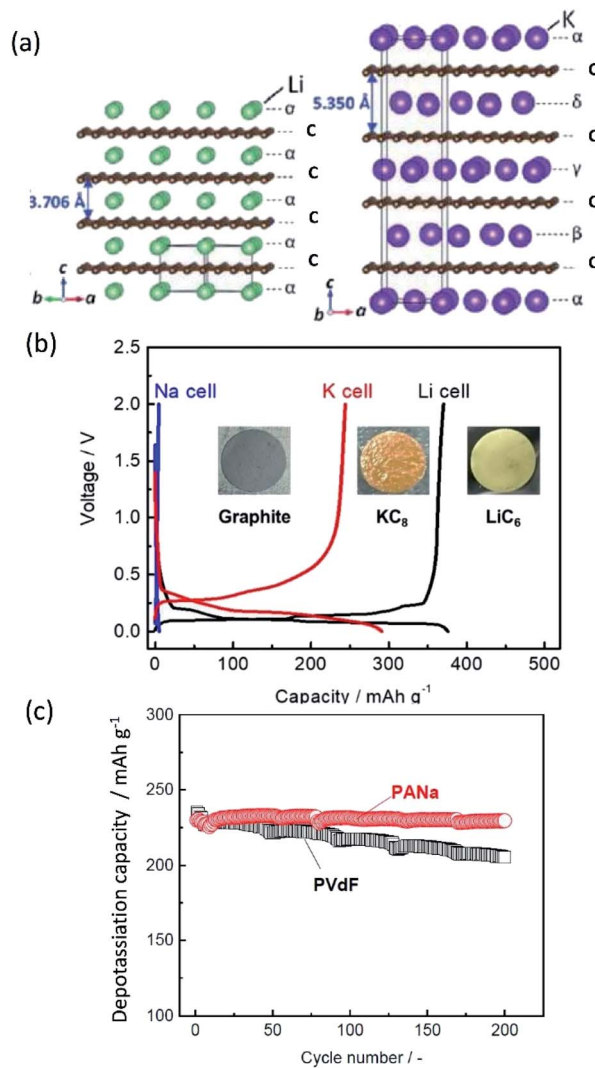 (a)
Li
α
C
α
C
3.706 Å
α
C
α
C
α
b
c
a
K
α
C
5.350 Å
δ
C
γ
C
β
C
α
c
b
a
(b)
2.5
2.0
1.5
1.0
0.5
0.0
Voltage / V
Na cell
K cell
Li cell
Graphite
KC₈
LiC₆
0
100
200
300
400
500
Capacity / mAh g⁻¹
(c)
300
250
200
150
100
Depotassiation capacity / mAh g⁻¹
PANa
PVdF
0
50
100
150
200
Cycle number / -